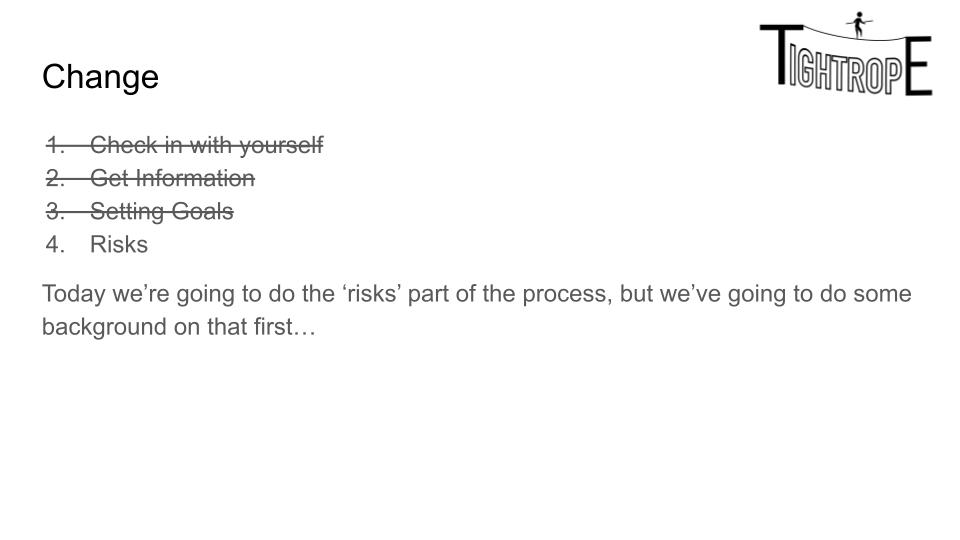 TIGHTROPE
Change
1. Check in with yourself
2. Get Information
3. Setting Goals
4. Risks
Today we’re going to do the ‘risks’ part of the process, but we’ve going to do some
background on that first…